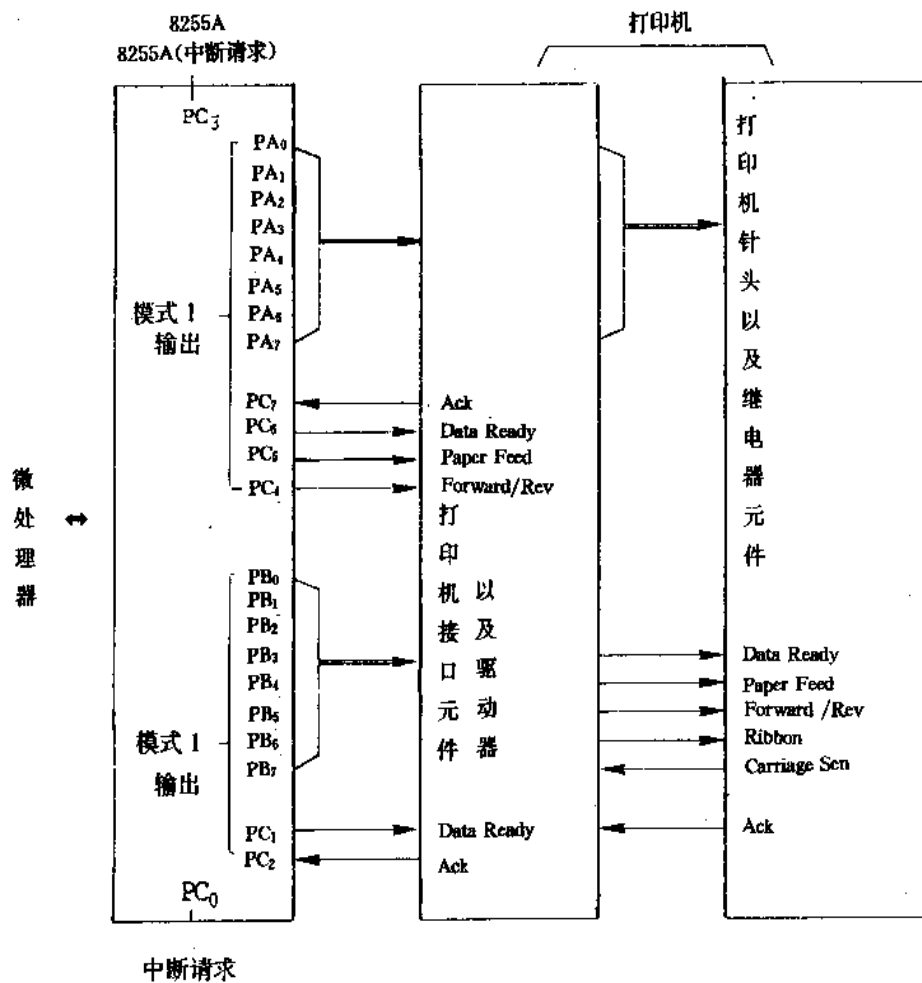 8255A
8255A(中断请求)
打印机
PC3
PA0
PA1
PA2
PA3
PA4
PA5
PA6
PA7
模式 1
输出
PC7
PC6
PC5
PC4
Ack
Data Ready
Paper Feed
Forward/Rev
微处理器
⇔
PB0
PB1
PB2
PB3
PB4
PB5
PB6
PB7
模式 1
输出
PC1
PC2
PC0
中断请求
打印机接口元件
以及驱动器
Data Ready
Ack
打印机针头以及继电器元件
Data Ready
Paper Feed
Forward /Rev
Ribbon
Carriage Scn
Ack